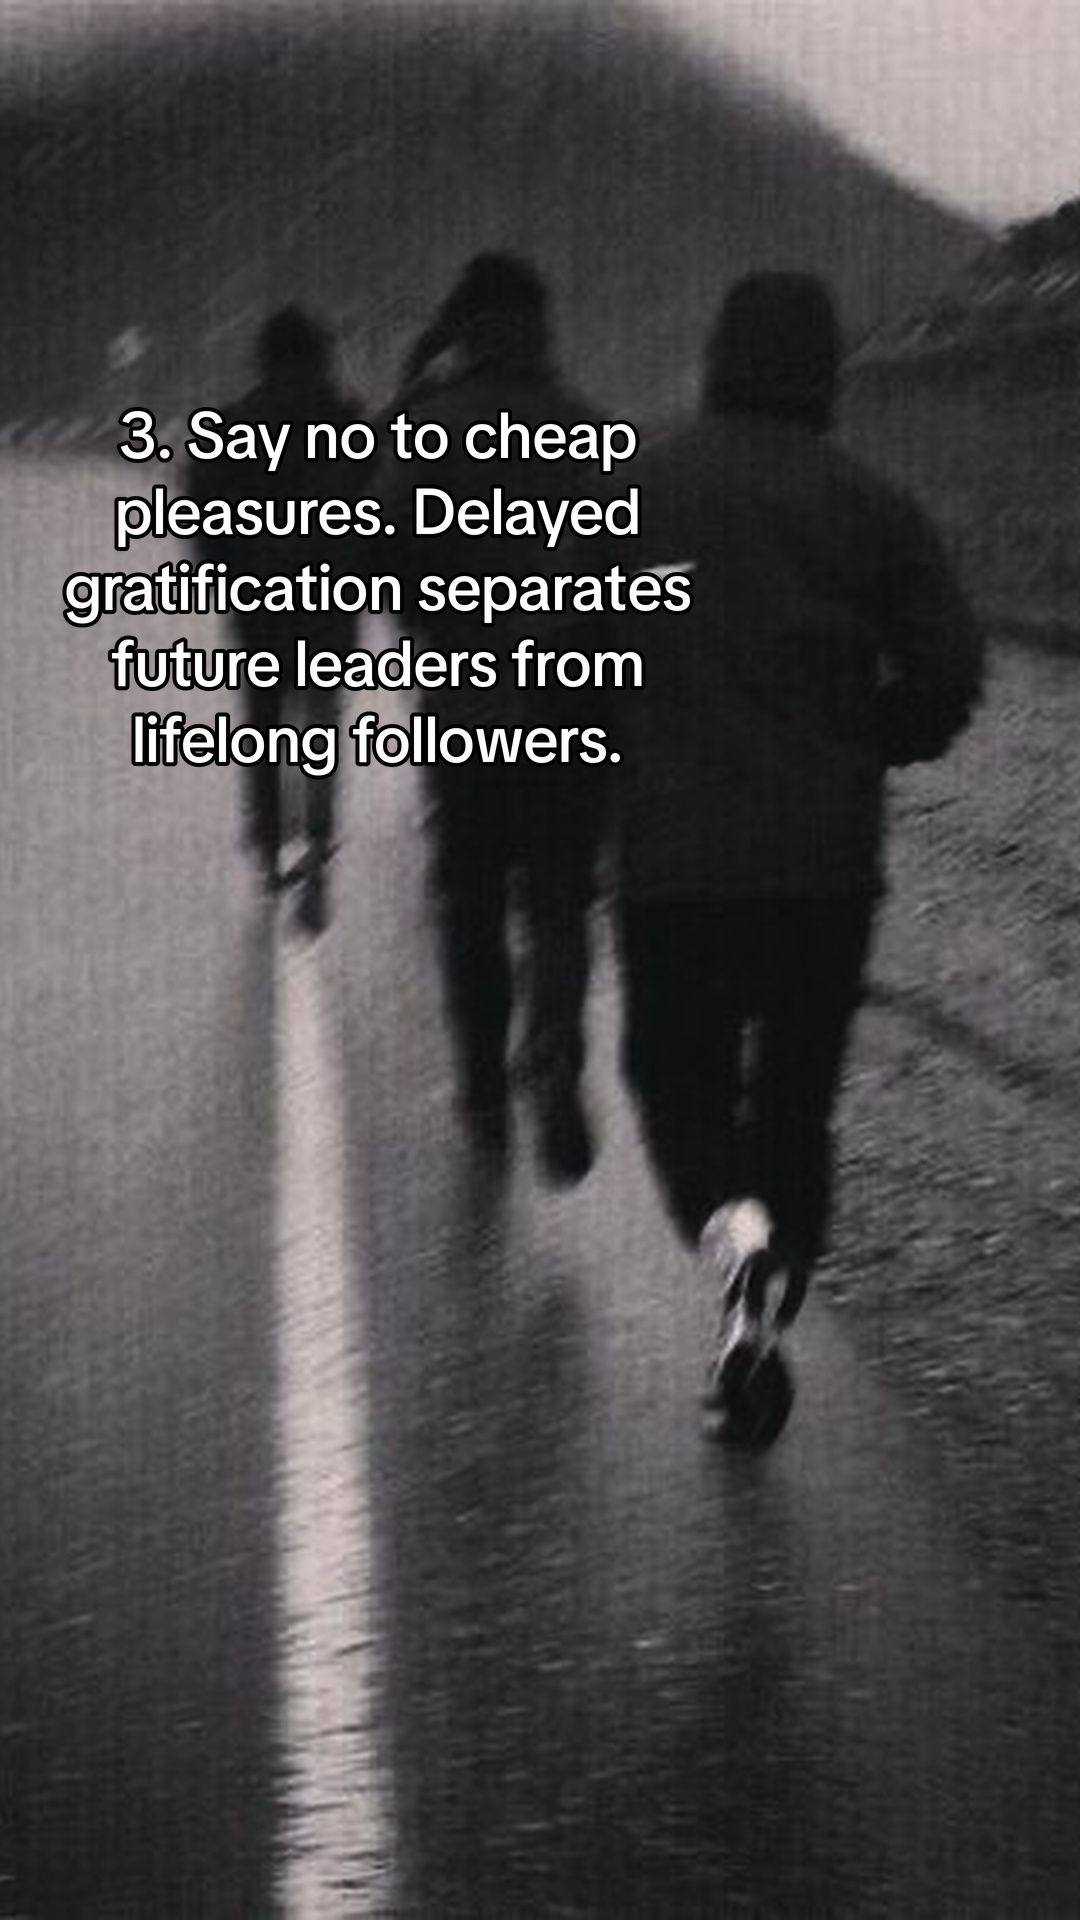 3. Say no to cheap
pleasures. Delayed
gratification separates
future leaders from
lifelong followers.